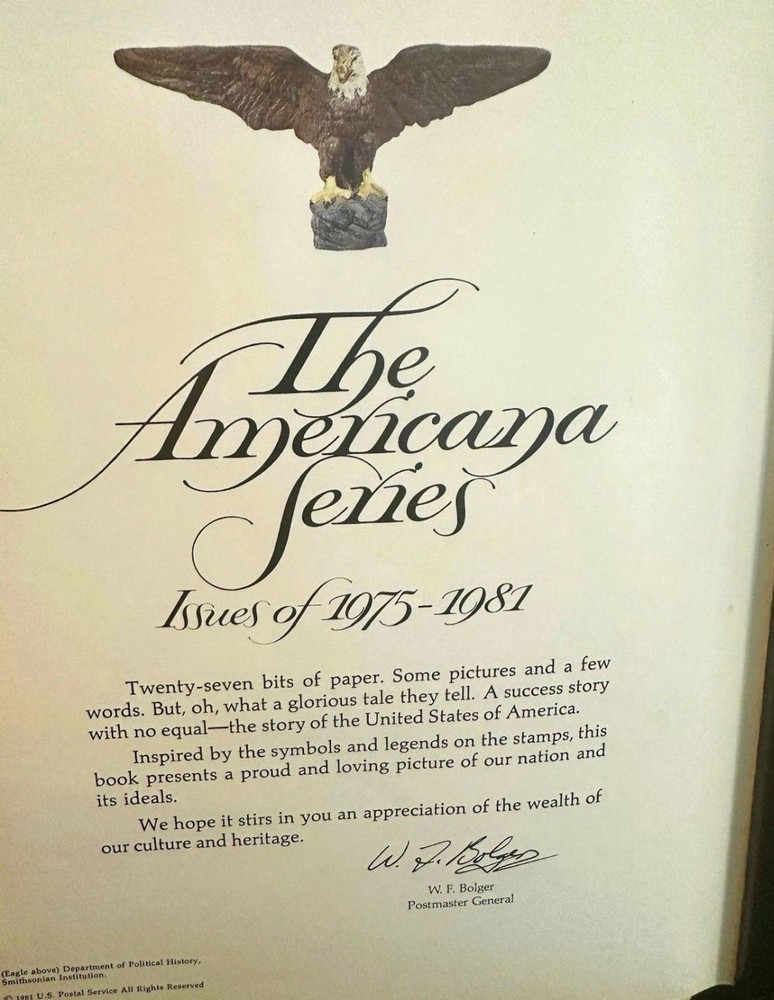 The
Americana
Series
Issues of 1975-1981
Twenty-seven bits of paper. Some pictures and a few
words. But, oh, what a glorious tale they tell. A success story
with no equal—the story of the United States of America.
Inspired by the symbols and legends on the stamps, this
book presents a proud and loving picture of our nation and
its ideals.
We hope it stirs in you an appreciation of the wealth of
our culture and heritage.
W. F. Bolger
W. F. Bolger
Postmaster General
(Eagle above) Department of Political History,
Smithsonian Institution.
© 1981 U.S. Postal Service All Rights Reserved